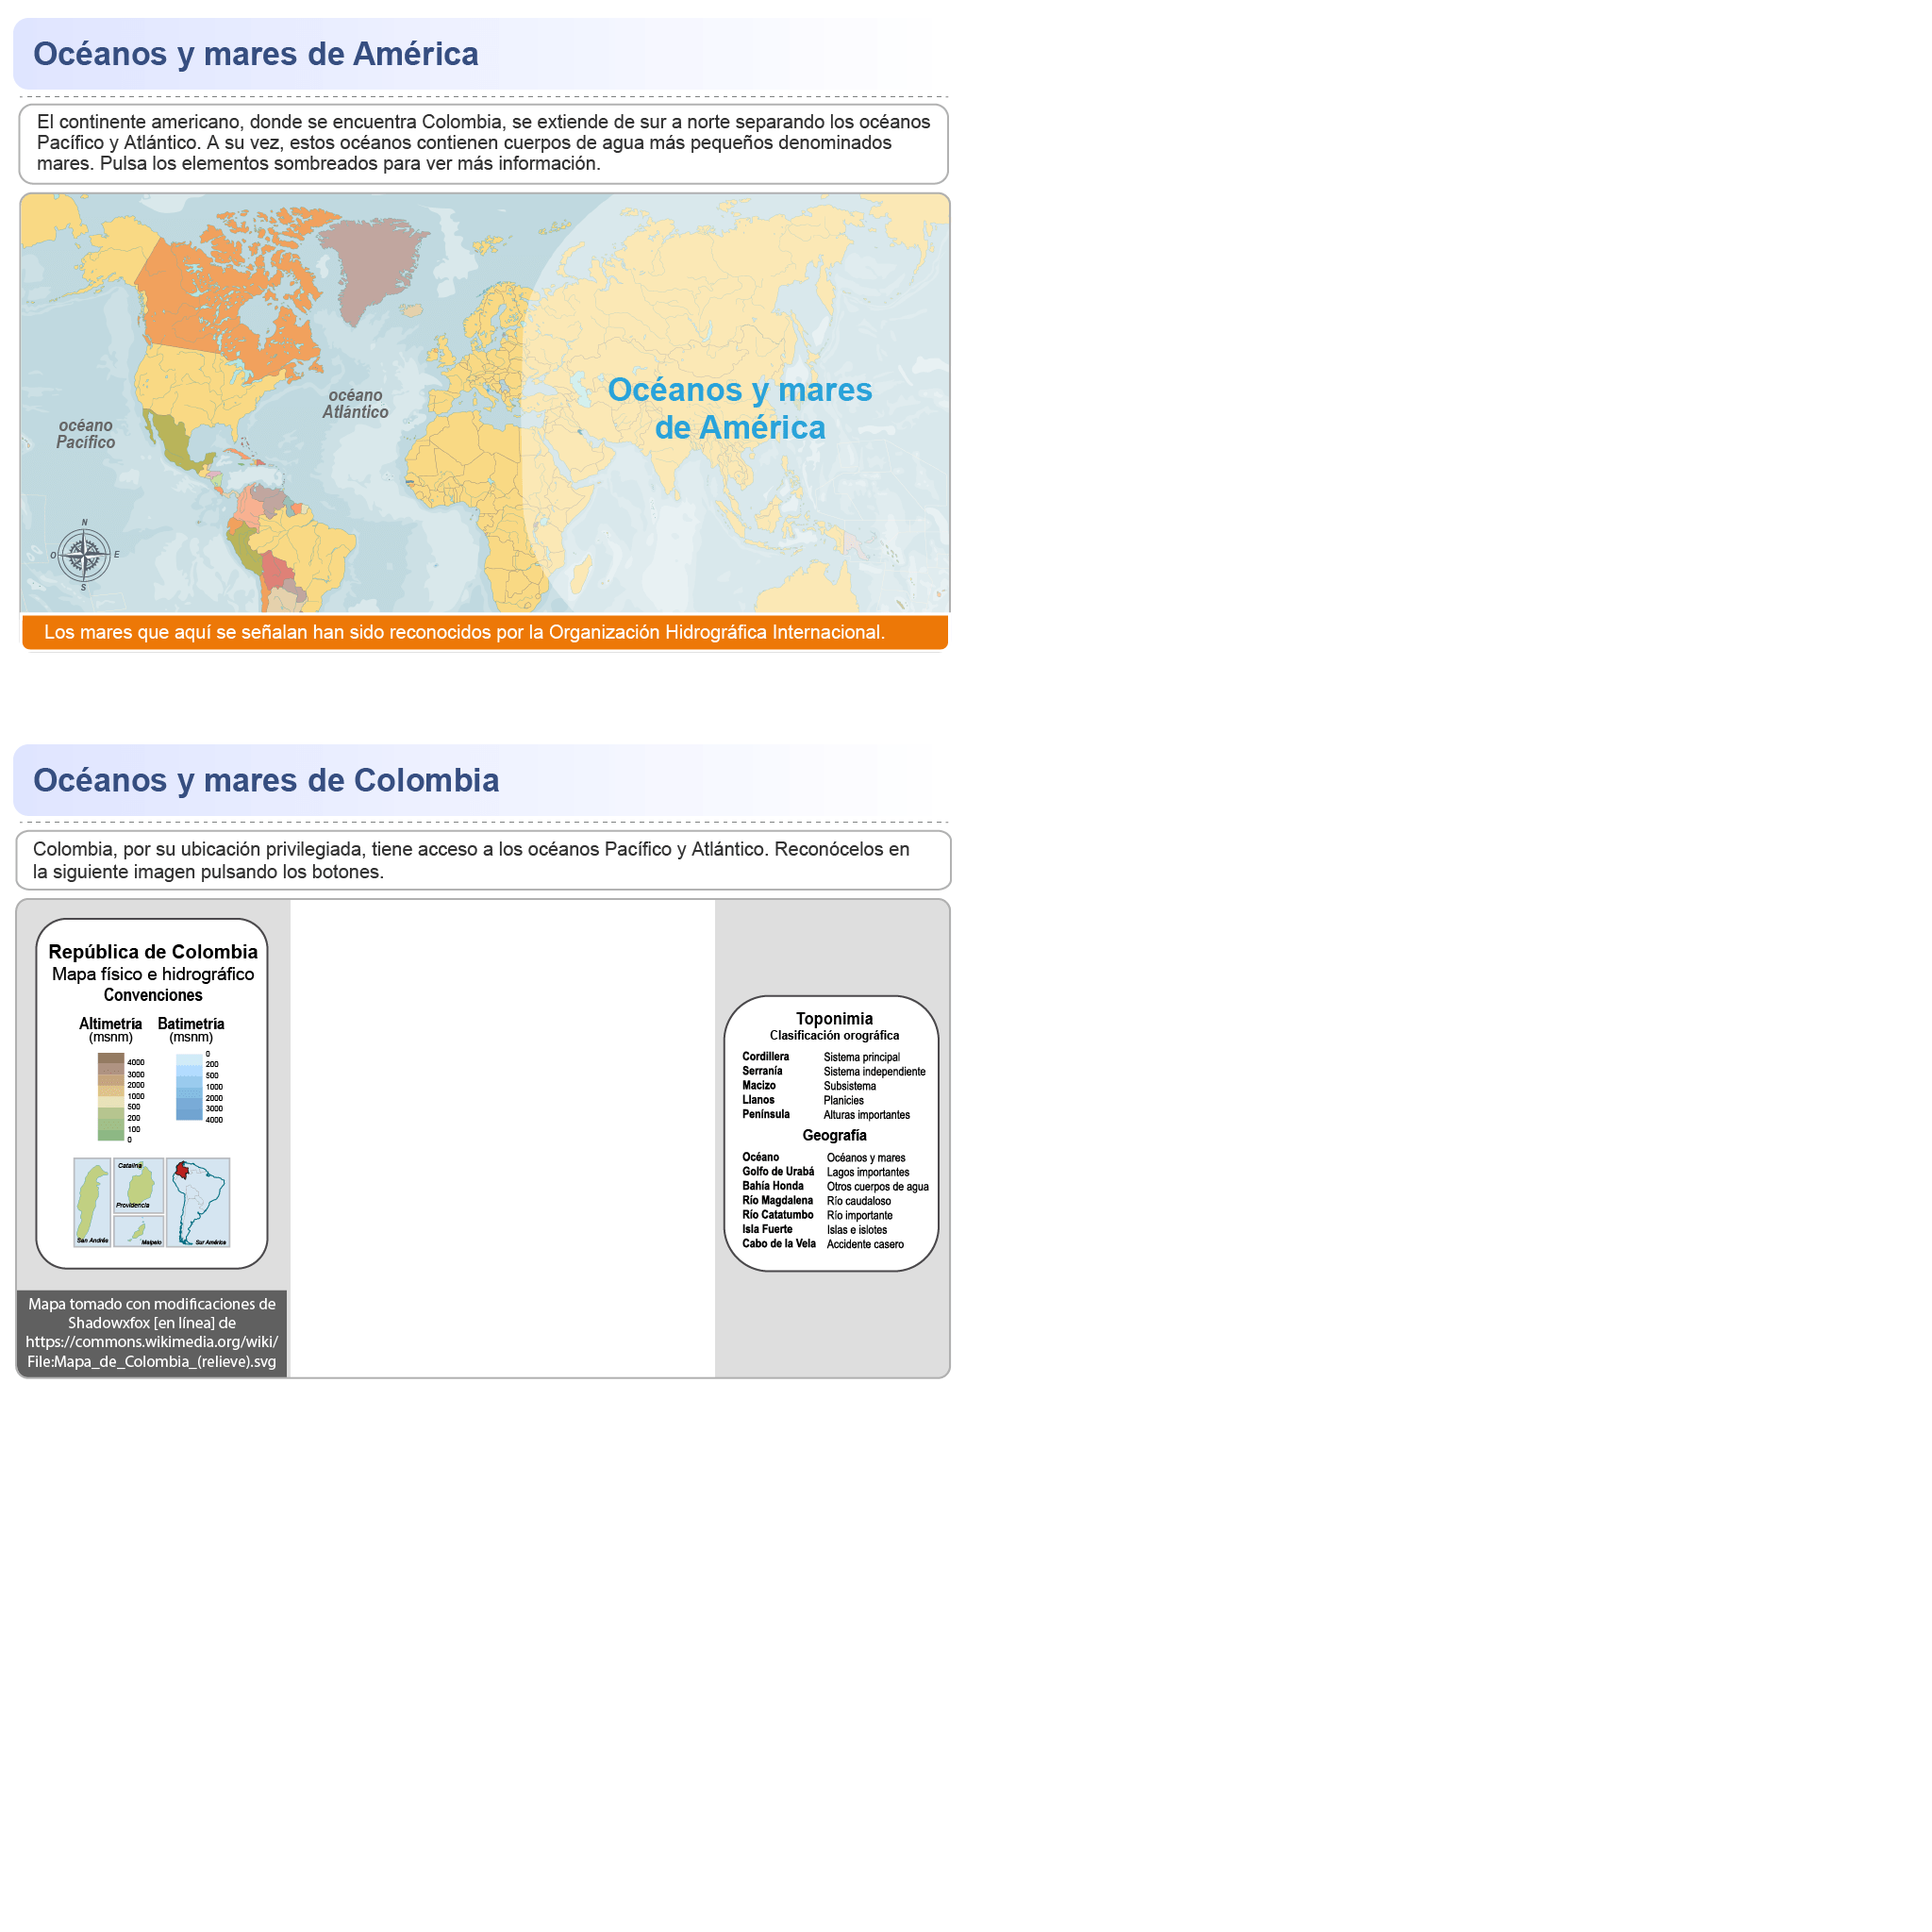 Océanos y mares de América
El continente americano, donde se encuentra Colombia, se extiende de sur a norte separando los océanos
Pacífico y Atlántico. A su vez, estos océanos contienen cuerpos de agua más pequeños denominados
mares. Pulsa los elementos sombreados para ver más información.
océano
Atlántico
océano
Pacífico
Océanos y mares
de América
N
O
E
S
Los mares que aquí se señalan han sido reconocidos por la Organización Hidrográfica Internacional.
Océanos y mares de Colombia
Colombia, por su ubicación privilegiada, tiene acceso a los océanos Pacífico y Atlántico. Reconócelos en
la siguiente imagen pulsando los botones.
República de Colombia
Mapa físico e hidrográfico
Convenciones
Altimetría
(msnm)
4000
3000
2000
1000
500
200
100
0
Batimetría
(msnm)
0
200
500
1000
2000
3000
4000
San Andrés
Catalina
Providencia
Malpelo
Sur América
Mapa tomado con modificaciones de
Shadowxfox [en línea] de
https://commons.wikimedia.org/wiki/
File:Mapa_de_Colombia_(relieve).svg
Toponimia
Clasificación orográfica
Cordillera Sistema principal
Serranía Sistema independiente
Macizo Subsistema
Llanos Planicies
Península Alturas importantes
Geografía
Océano Océanos y mares
Golfo de Urabá Lagos importantes
Bahía Honda Otros cuerpos de agua
Río Magdalena Río caudaloso
Río Catatumbo Río importante
Isla Fuerte Islas e islotes
Cabo de la Vela Accidente casero